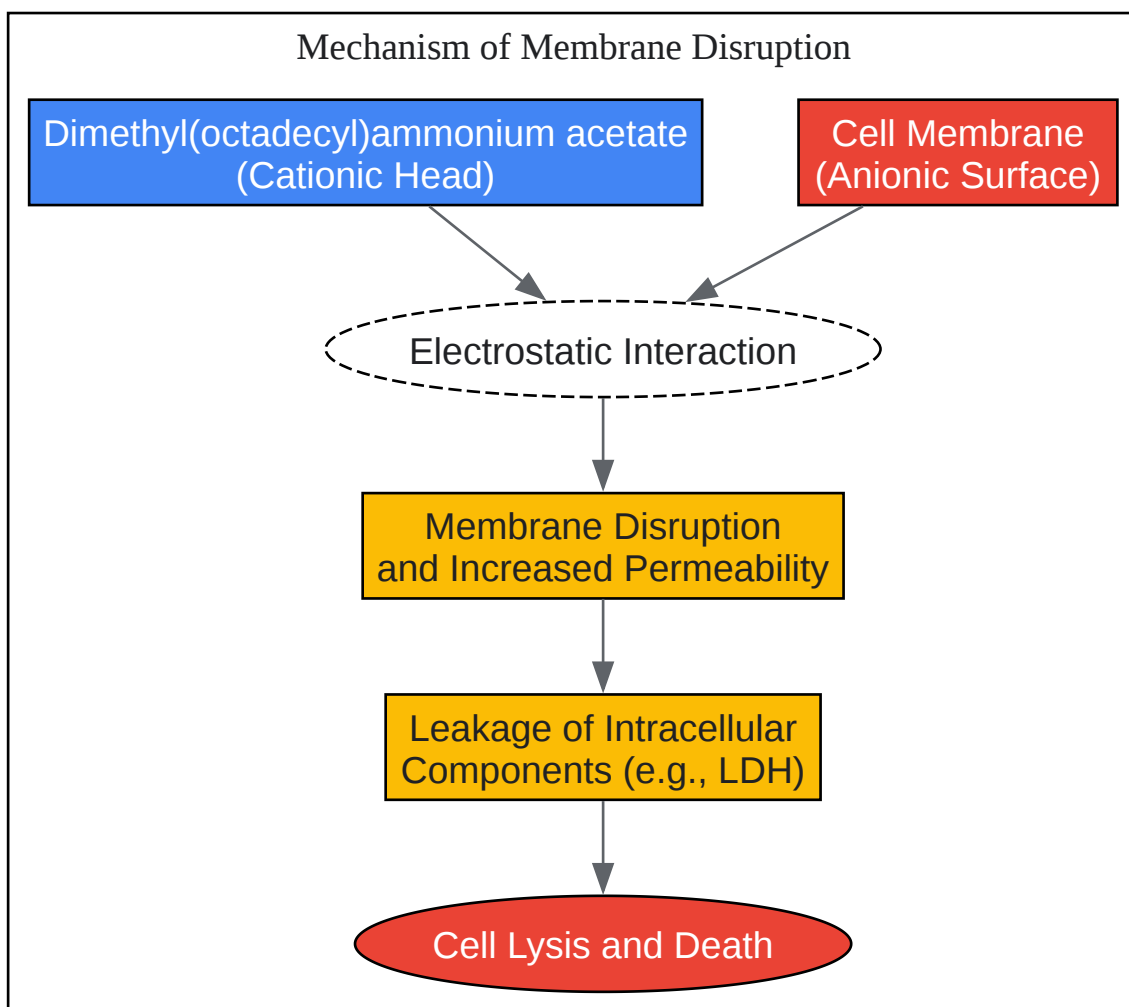 Mechanism of Membrane Disruption
Dimethyl(octadecyl)ammonium acetate
(Cationic Head)
Cell Membrane
(Anionic Surface)
Electrostatic Interaction
Membrane Disruption
and Increased Permeability
Leakage of Intracellular
Components (e.g., LDH)
Cell Lysis and Death